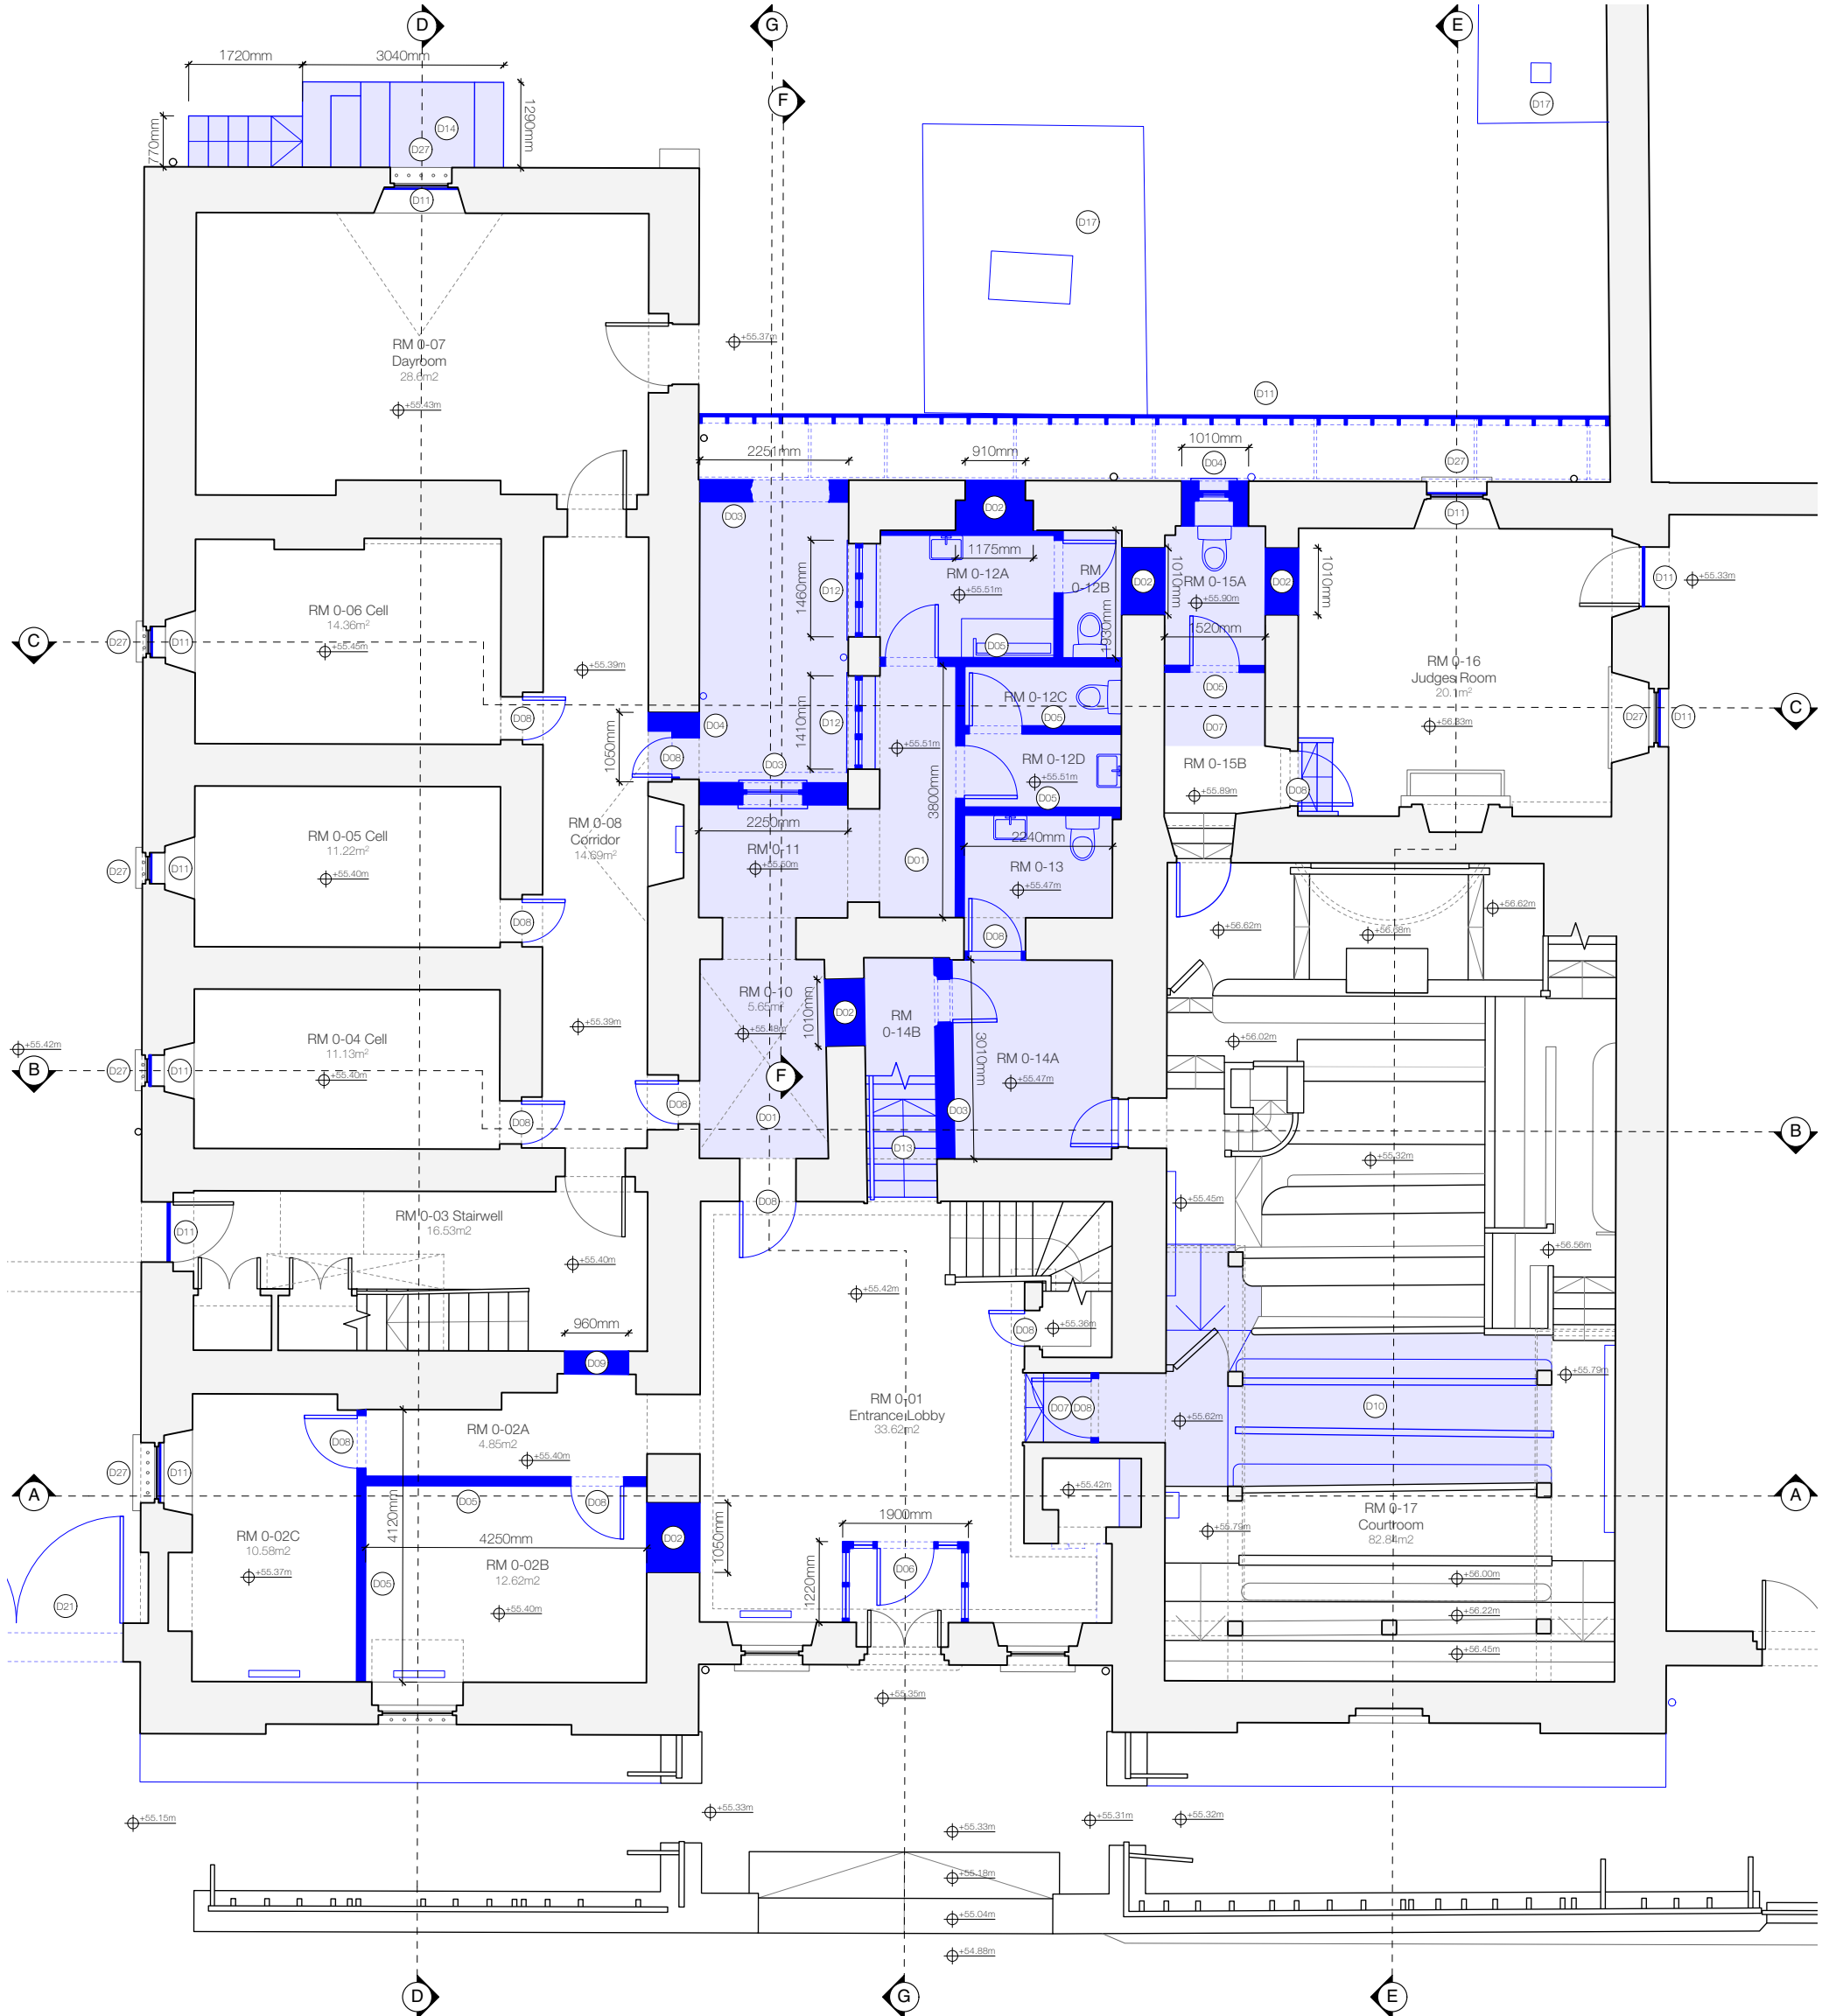 D
G
E
F
1720mm
3040mm
1290mm
770mm
D14
D27
D11
D17
D17
RM 0-07
Dayroom
28.6m2
+55.43m
+55.37m
D11
2251mm
910mm
1010mm
D04
D27
D03
D02
D11
1175mm
RM 0-12A
+55.51m
RM
0-12B
1930mm
D05
1460mm
D12
D02
1010mm
RM 0-15A
+55.90m
1520mm
D02
1010mm
D11
+55.33m
RM 0-06 Cell
14.36m²
+55.45m
C
D27
D11
+55.39m
D08
RM 0-16
Judges Room
20.1m²
+56.33m
D27
D11
C
RM 0-12C
D05
D05
D07
D04
1410mm
D12
1050mm
D08
D03
+55.51m
RM 0-12D
+55.51m
D05
RM 0-15B
+55.89m
D08
3800mm
RM 0-05 Cell
11.22m²
+55.40m
D27
D11
D08
RM 0-08
Corridor
14.69m²
2250mm
RM 0-11
+55.50m
D01
2240mm
RM 0-13
+55.47m
D08
+56.62m
+56.68m
+56.62m
RM 0-10
5.65m²
+55.48m
1010mm
D02
RM
0-14B
3010mm
RM 0-14A
+55.47m
D03
D13
D01
F
+55.39m
RM 0-04 Cell
11.13m²
+55.40m
+55.42m
B
D27
D11
D08
D08
+56.02m
+55.32m
B
+55.45m
+56.56m
D11
RM 0-03 Stairwell
16.53m2
+55.40m
D08
+55.42m
D08
+55.36m
960mm
D09
+55.79m
RM 0-01
Entrance Lobby
33.62m2
D07
D08
+55.62m
D10
RM 0-02A
4.85m2
+55.40m
D08
D27
D11
A
D05
D08
+55.42m
A
4120mm
4250mm
D02
1050mm
1900mm
1220mm
D06
RM 0-02C
10.58m2
+55.37m
D05
RM 0-02B
12.62m2
+55.40m
D21
RM 0-17
Courtroom
82.84m2
+55.79m
+56.00m
+56.22m
+56.45m
+55.35m
+55.15m
+55.33m
+55.33m
+55.31m
+55.32m
+55.18m
+55.04m
+54.88m
D
G
E